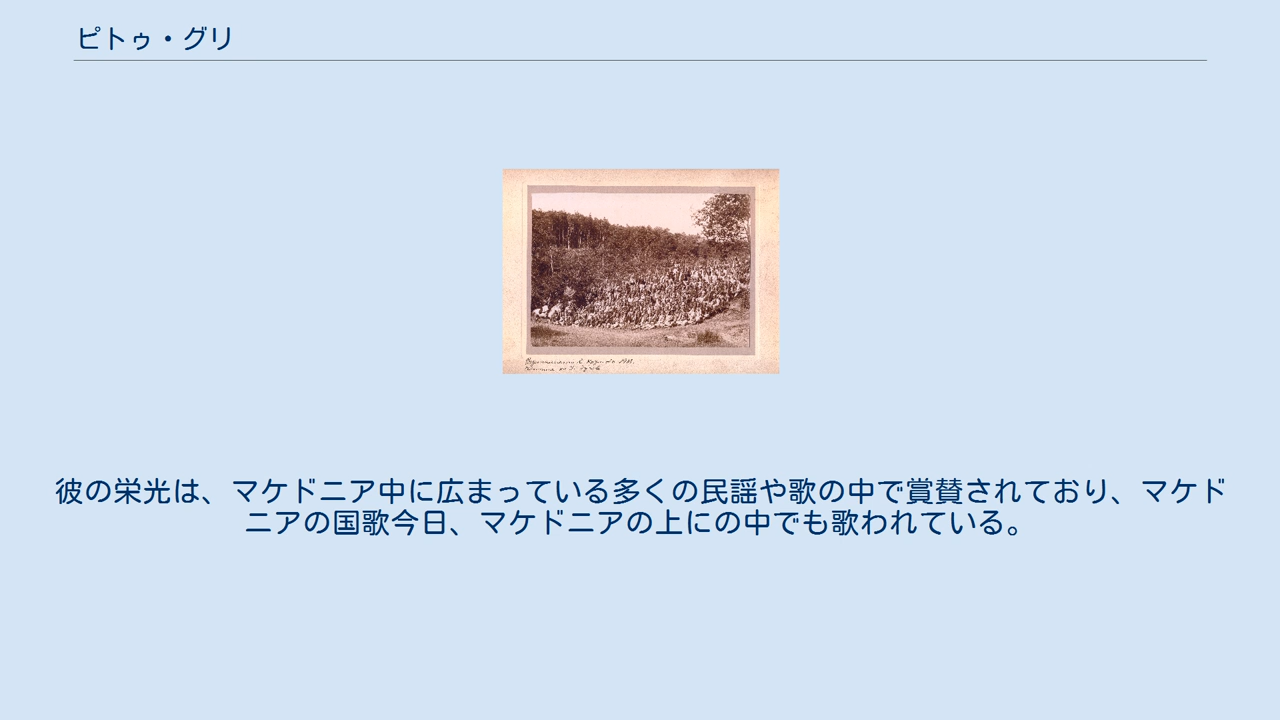 ピトゥ・グリ
彼の栄光は、マケドニア中に広まっている多くの民謡や歌の中で賞賛されており、マケド
ニアの国歌今日、マケドニアの上にの中でも歌われている。